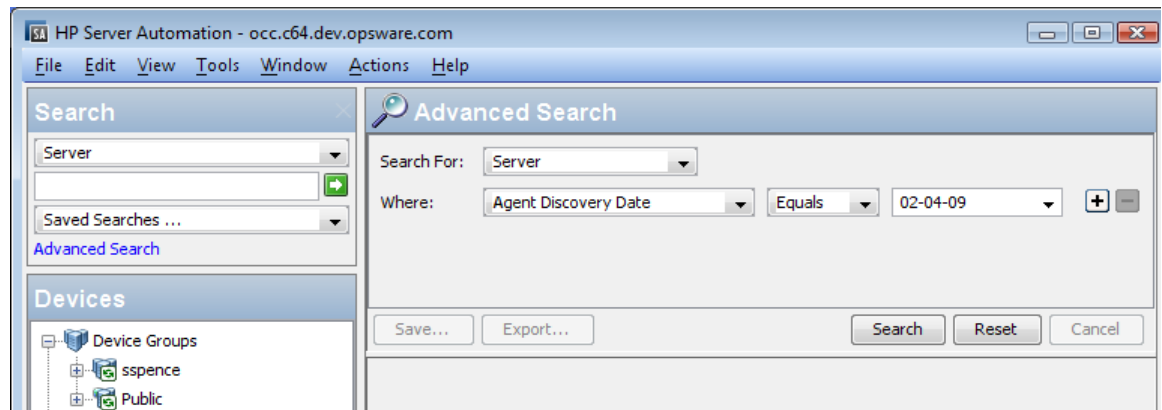 SA HP Server Automation - occ.c64.dev.opsware.com
File Edit View Tools Window Actions Help
Search
Server
Saved Searches ...
Advanced Search
Devices
Device Groups
sspence
Public
Advanced Search
Search For: Server
Where: Agent Discovery Date Equals 02-04-09
Save... Export... Search Reset Cancel